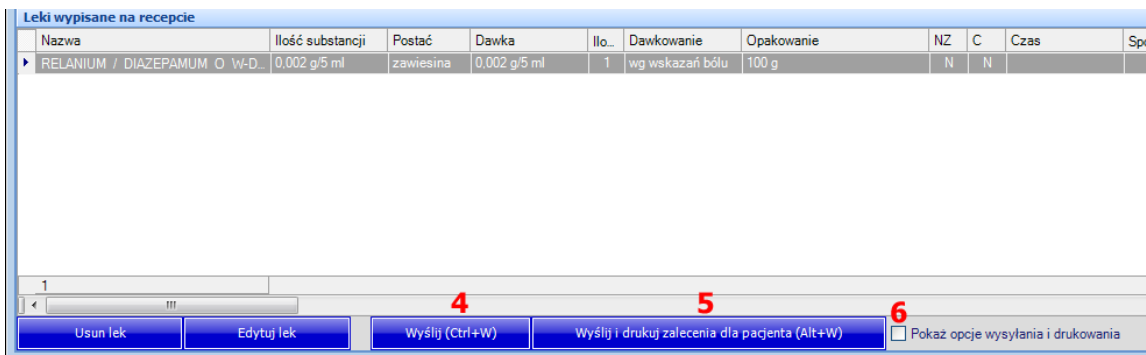 Leki wypisane na recepcie
Nazwa Ilość substancji Postać Dawka Ilo... Dawkowanie Opakowanie NZ C Czas Spo
RELANIUM / DIAZEPAMUM O W-D... 0,002 g/5 ml zawiesina 0,002 g/5 ml 1 wg wskazań bólu 100 g N N
1
4 5 6
Usun lek Edytuj lek Wyślij (Ctrl+W) Wyślij i drukuj zalecenia dla pacjenta (Alt+W) Pokaż opcje wysyłania i drukowania